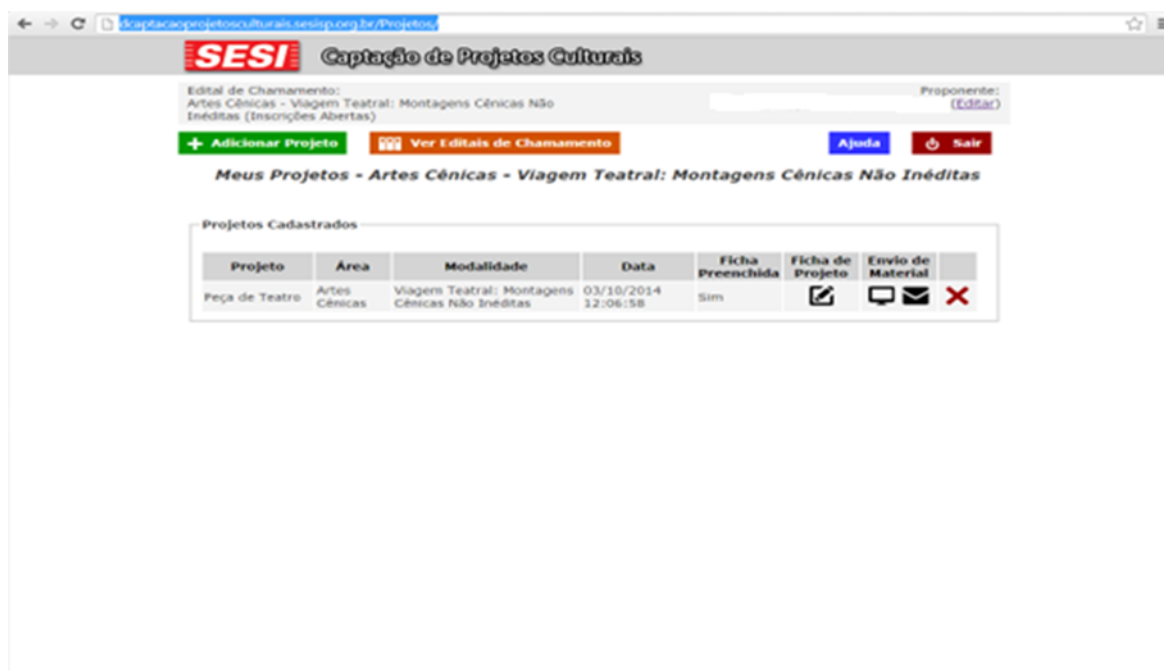 dcaptacaoprojetosculturais.sesisp.org.br/Projetos/
SESI Captação de Projetos Culturais
Edital de Chamamento:
Artes Cênicas - Viagem Teatral: Montagens Cênicas Não
Inéditas (Inscrições Abertas)
Proponente:
(Editar)
Adicionar Projeto Ver Editais de Chamamento Ajuda Sair
Meus Projetos - Artes Cênicas - Viagem Teatral: Montagens Cênicas Não Inéditas
Projetos Cadastrados
Projeto Área Modalidade Data Ficha Preenchida Ficha de Projeto Envio de Material
Peça de Teatro Artes Cênicas Viagem Teatral: Montagens Cênicas Não Inéditas 03/10/2014 12:06:58 Sim